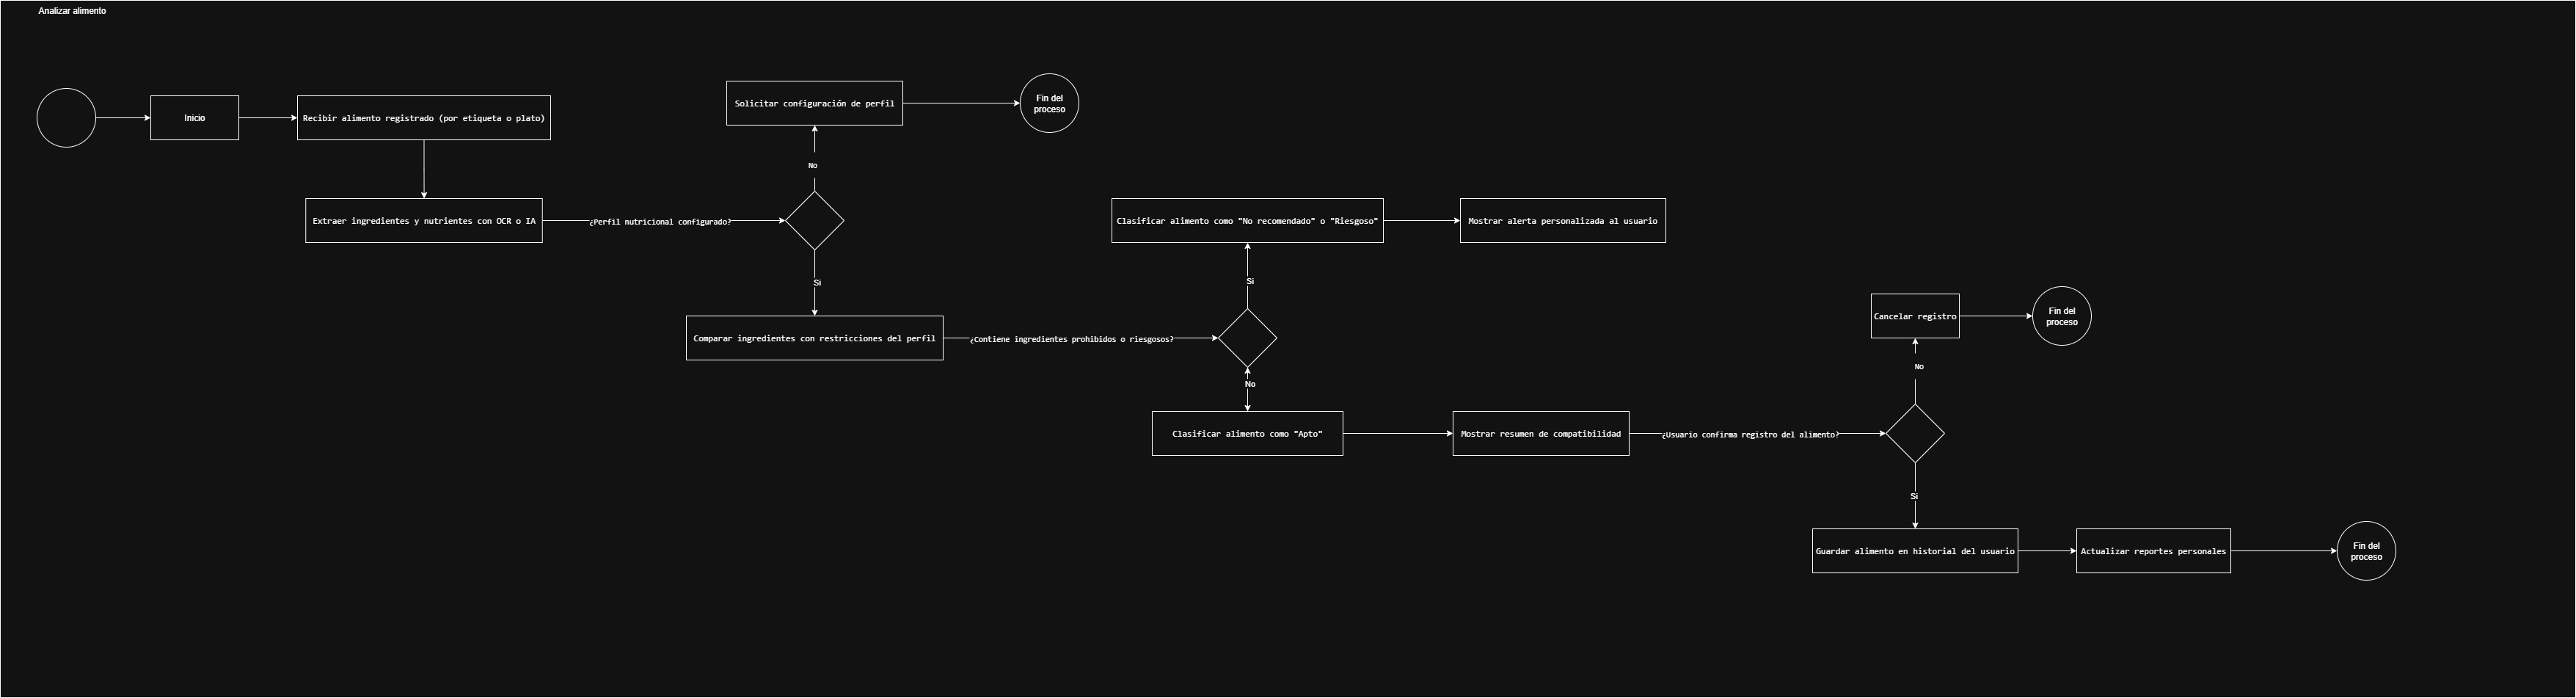 Analizar alimento
Inicio
Recibir alimento registrado (por etiqueta o plato)
Extraer ingredientes y nutrientes con OCR o IA
¿Perfil nutricional configurado?
No
Solicitar configuración de perfil
Fin del
proceso
Si
Comparar ingredientes con restricciones del perfil
¿Contiene ingredientes prohibidos o riesgosos?
Si
Clasificar alimento como "No recomendado" o "Riesgoso"
Mostrar alerta personalizada al usuario
No
Clasificar alimento como "Apto"
Mostrar resumen de compatibilidad
¿Usuario confirma registro del alimento?
No
Cancelar registro
Fin del
proceso
Si
Guardar alimento en historial del usuario
Actualizar reportes personales
Fin del
proceso